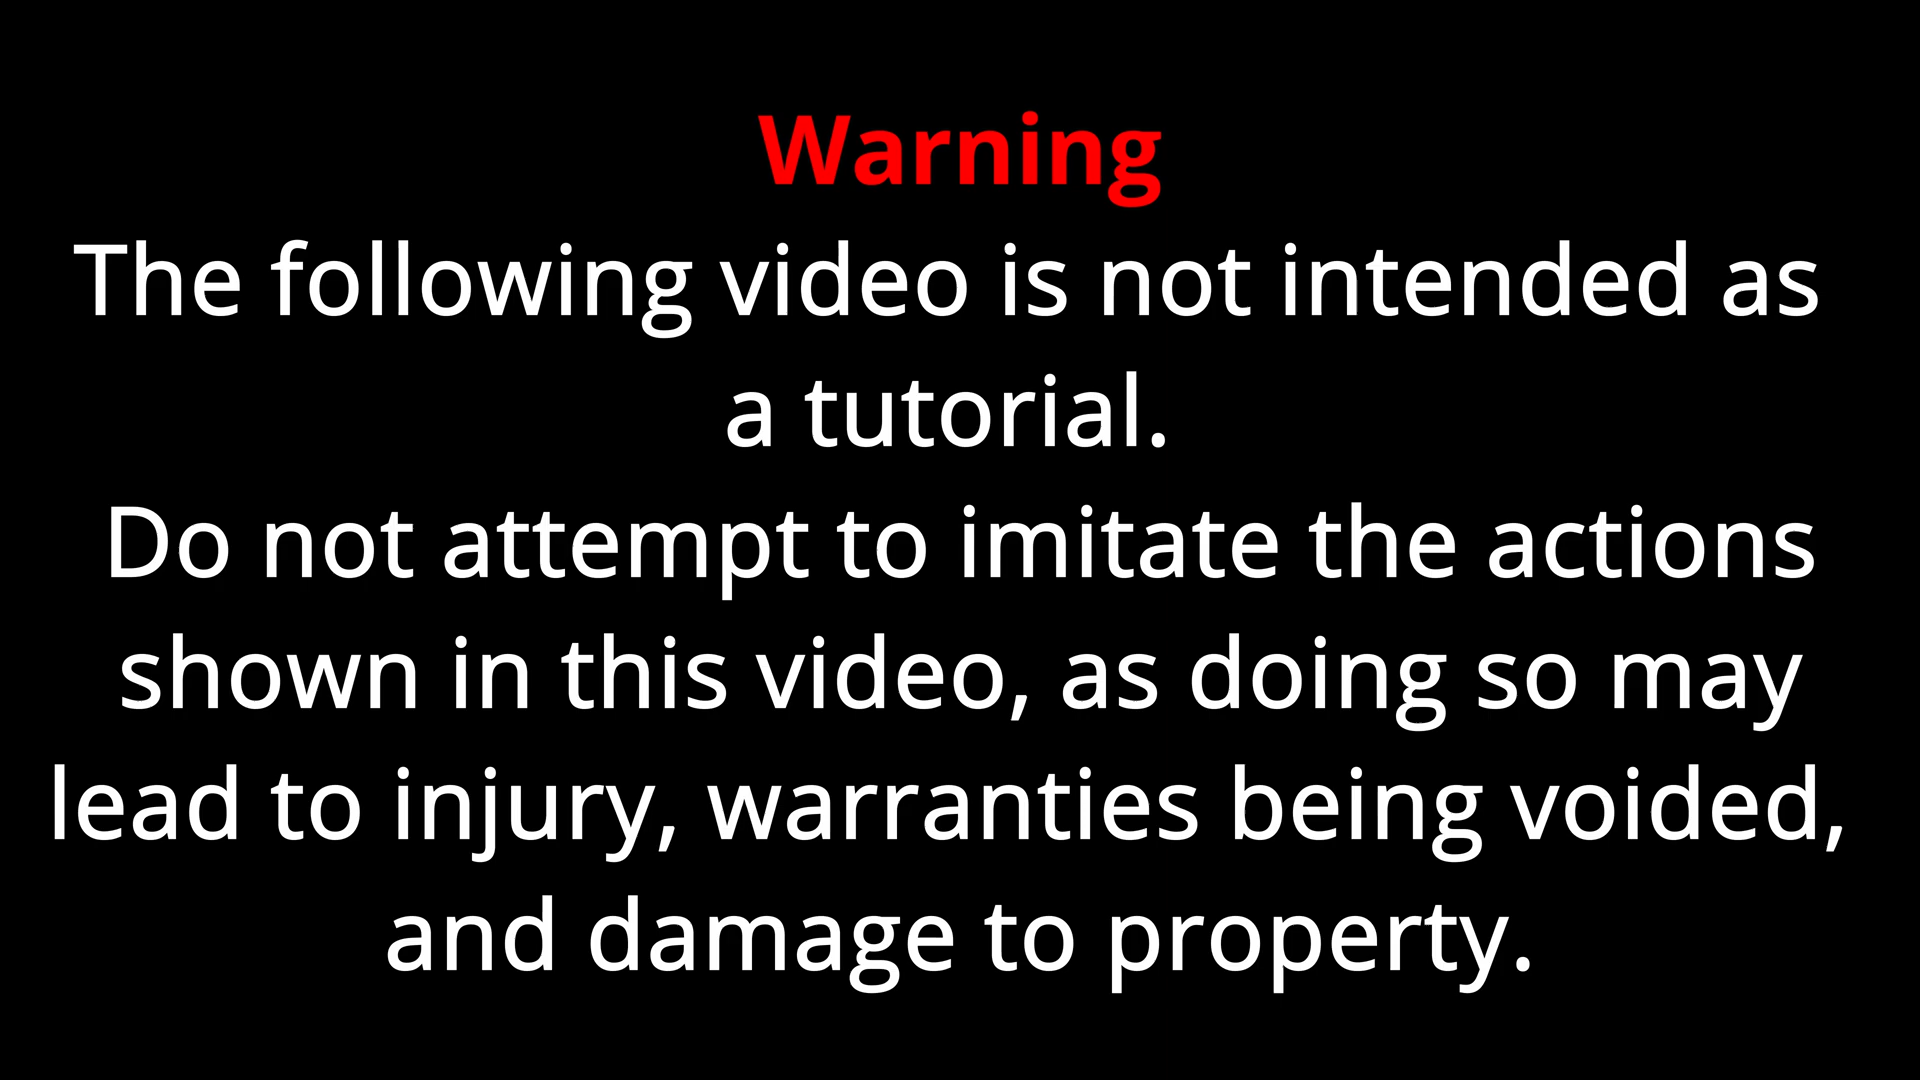 Warning
The following video is not intended as
a tutorial.
Do not attempt to imitate the actions
shown in this video, as doing so may
lead to injury, warranties being voided,
and damage to property.